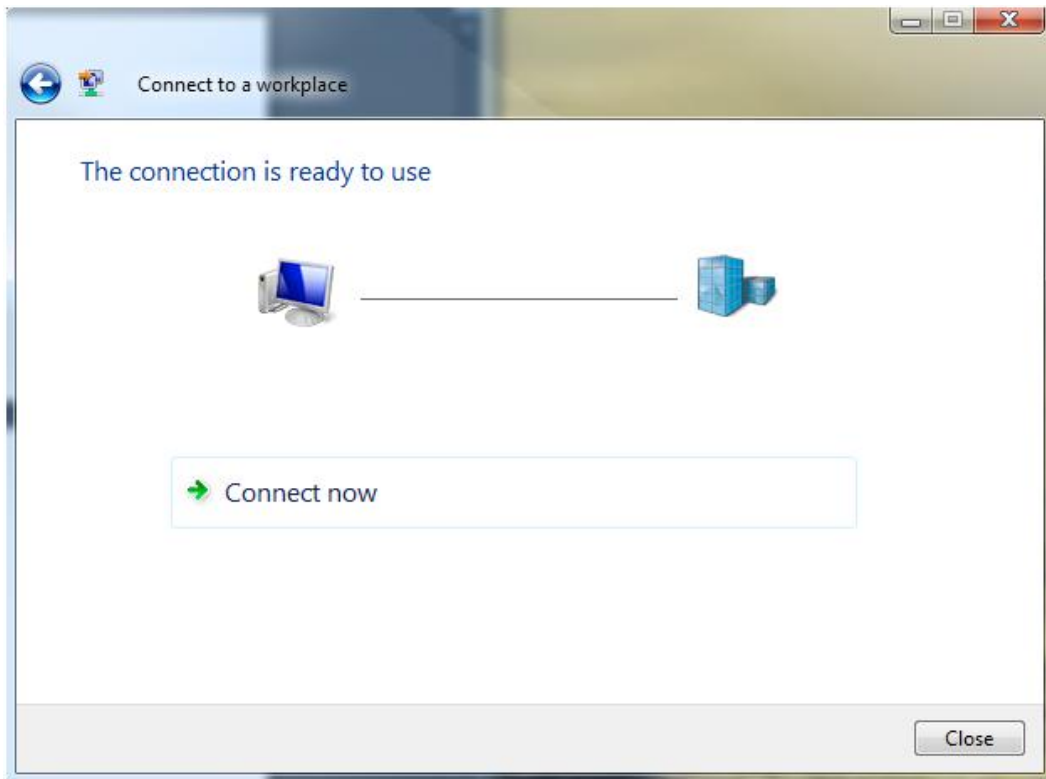 Connect to a workplace
The connection is ready to use
Connect now
Close